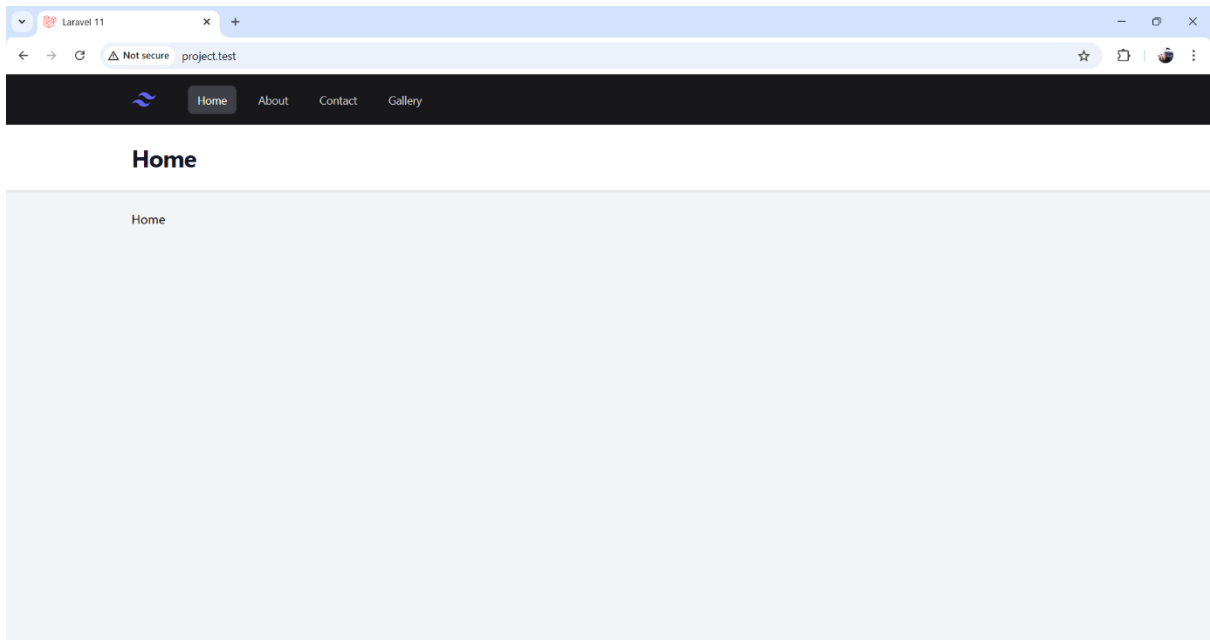 Laravel 11
Not secure project.test
Home About Contact Gallery
Home
Home